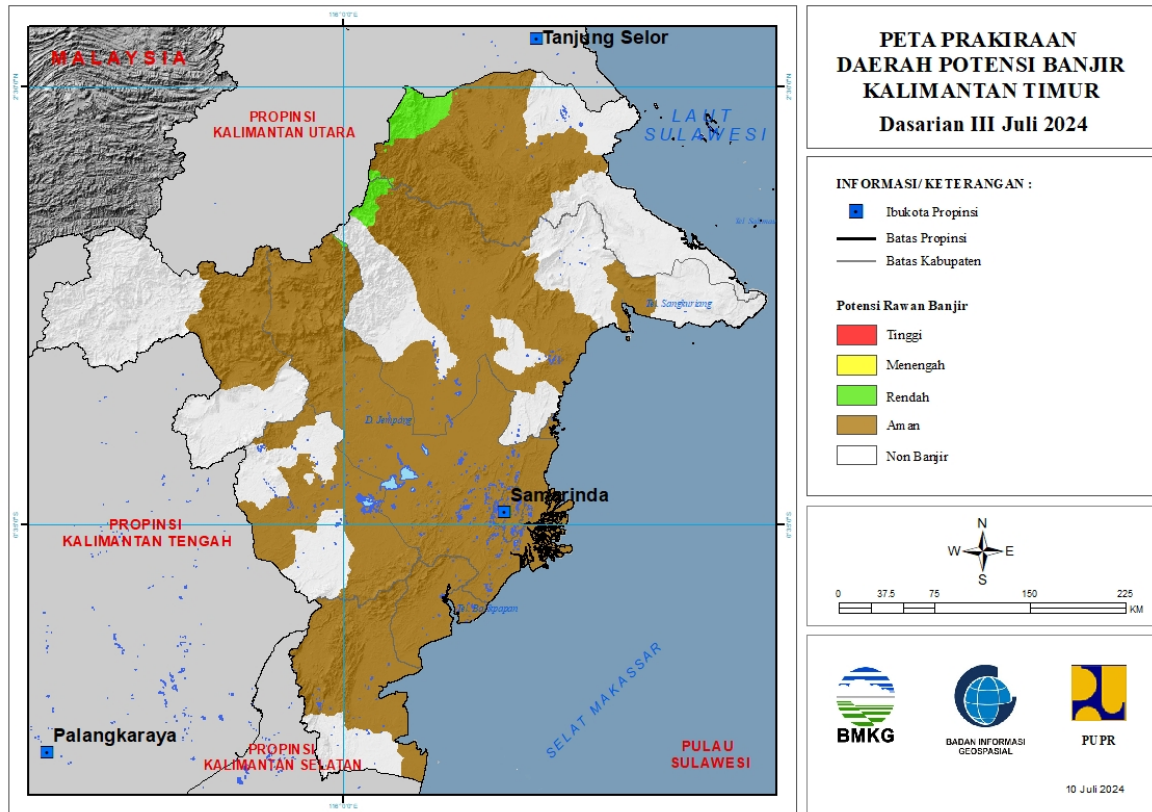 PETA PRAKIRAAN
DAERAH POTENSI BANJIR
KALIMANTAN TIMUR
Dasarian III Juli 2024
INFORMASI/ KETERANGAN :
Ibukota Propinsi
Batas Propinsi
Batas Kabupaten
Potensi Rawan Banjir
Tinggi
Menengah
Rendah
Aman
Non Banjir
N
W E
S
0 37.5 75 150 225
KM
BMKG
BADAN INFORMASI
GEOSPASIAL
PUPR
10 Juli 2024
Tanjung Selor
MALAYSIA
PROPINSI
KALIMANTAN UTARA
LAUT
SULAWESI
Tel. Sangkuriang
D. Jempang
Samarinda
PROPINSI
KALIMANTAN TENGAH
SELAT MAKASSAR
Palangkaraya
PROPINSI
KALIMANTAN SELATAN
PULAU
SULAWESI